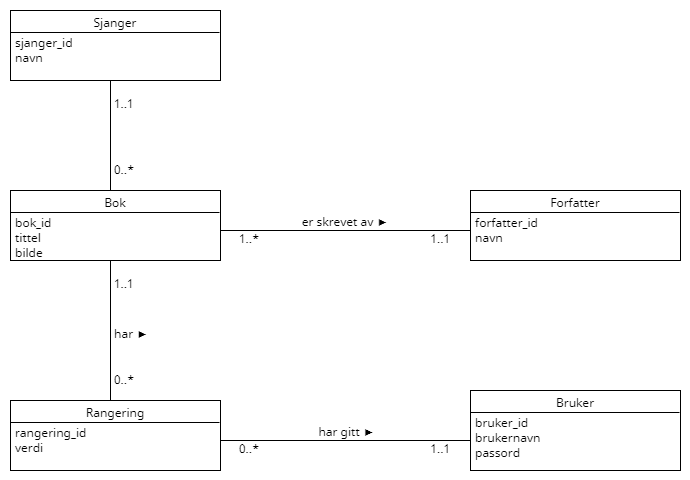 Sjanger
sjanger_id
navn
1..1
0..*
Bok
bok_id
tittel
bilde
er skrevet av ►
1..*
1..1
Forfatter
forfatter_id
navn
1..1
har ►
0..*
Rangering
rangering_id
verdi
har gitt ►
0..*
1..1
Bruker
bruker_id
brukernavn
passord